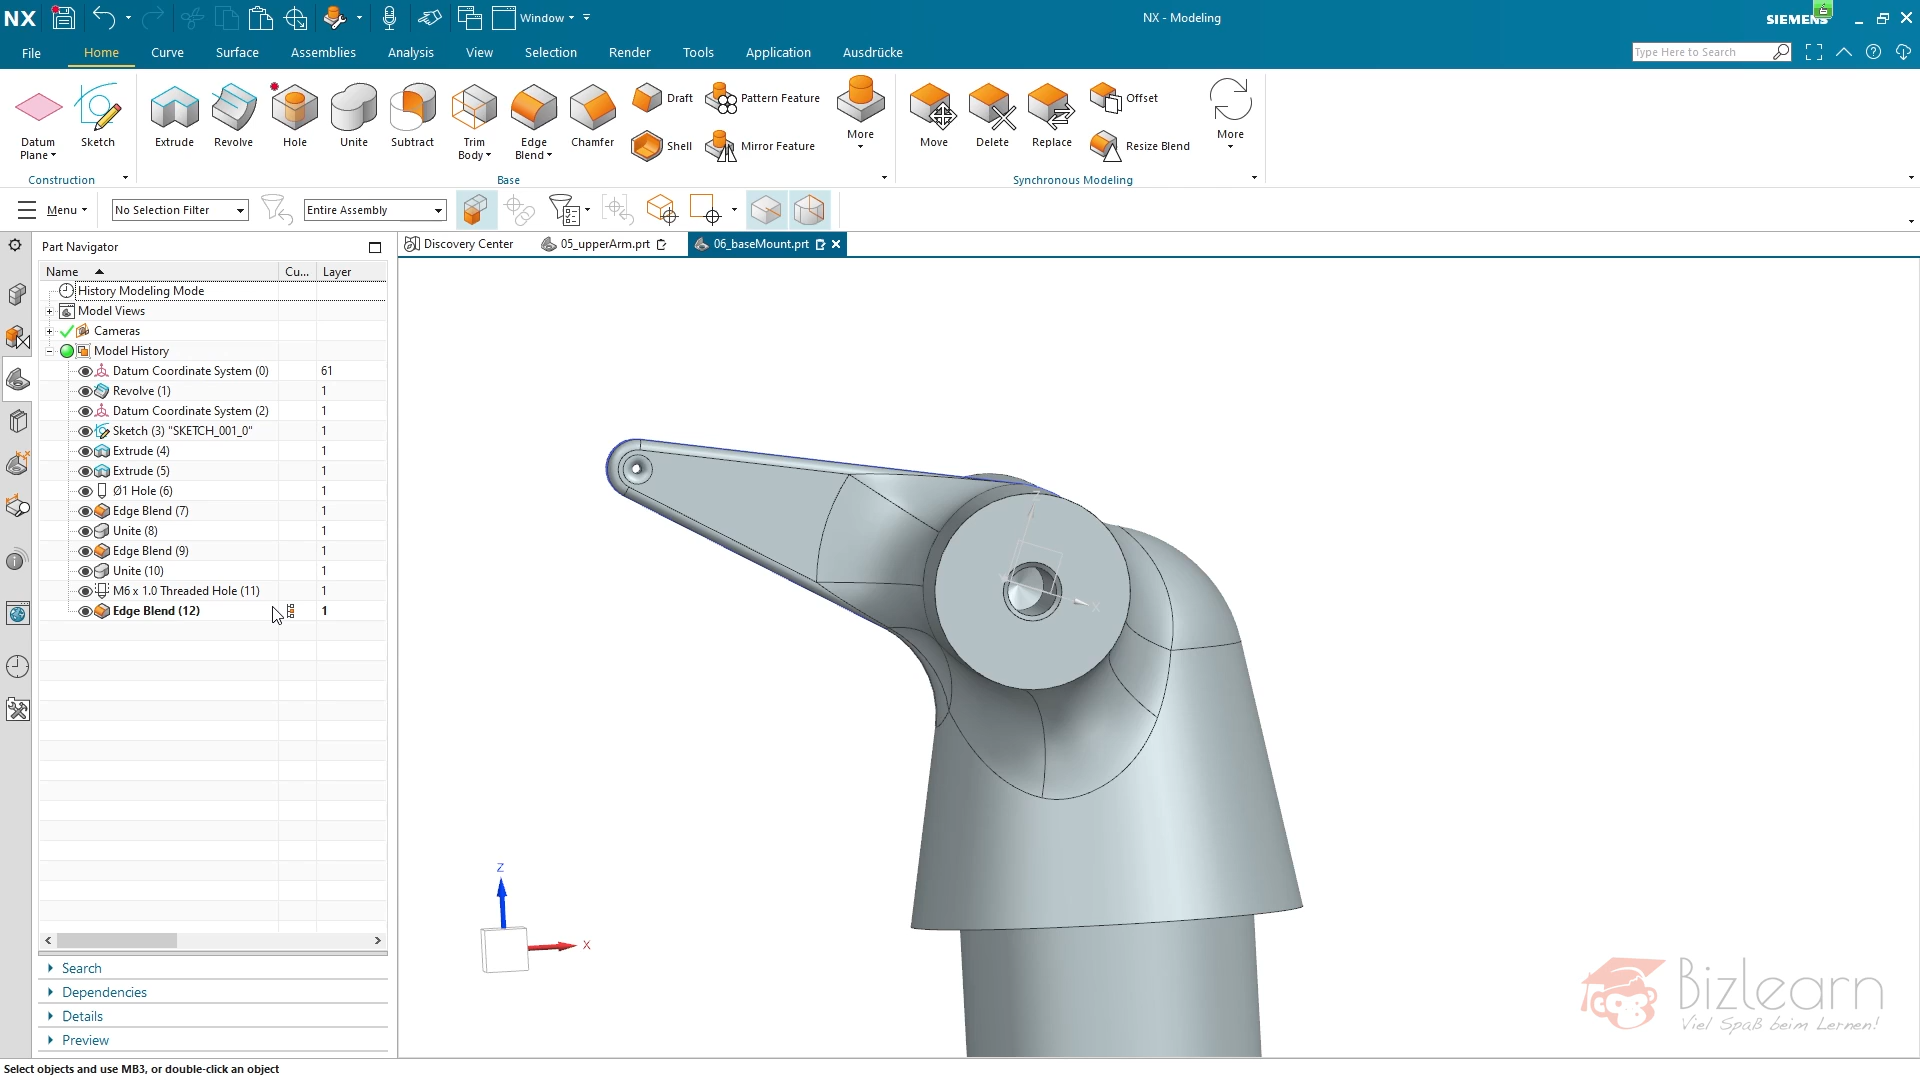 NX
Window
NX - Modeling
SIEMENS
File
Home
Curve
Surface
Assemblies
Analysis
View
Selection
Render
Tools
Application
Ausdrücke
Type Here to Search
Datum
Plane
Sketch
Extrude
Revolve
Hole
Unite
Subtract
Trim
Body
Edge
Blend
Chamfer
Draft
Shell
Pattern Feature
Mirror Feature
More
Move
Delete
Replace
Offset
Resize Blend
More
Construction
Base
Synchronous Modeling
Menu
No Selection Filter
Entire Assembly
Part Navigator
Discovery Center
05_upperArm.prt
06_baseMount.prt
Name
Cu...
Layer
History Modeling Mode
Model Views
Cameras
Model History
Datum Coordinate System (0) 61
Revolve (1) 1
Datum Coordinate System (2) 1
Sketch (3) "SKETCH_001_0" 1
Extrude (4) 1
Extrude (5) 1
Ø1 Hole (6) 1
Edge Blend (7) 1
Unite (8) 1
Edge Blend (9) 1
Unite (10) 1
M6 x 1.0 Threaded Hole (11) 1
Edge Blend (12) 1
X
Z
X
Search
Dependencies
Details
Preview
Bizlearn
Viel Spaß beim Lernen!
Select objects and use MB3, or double-click an object